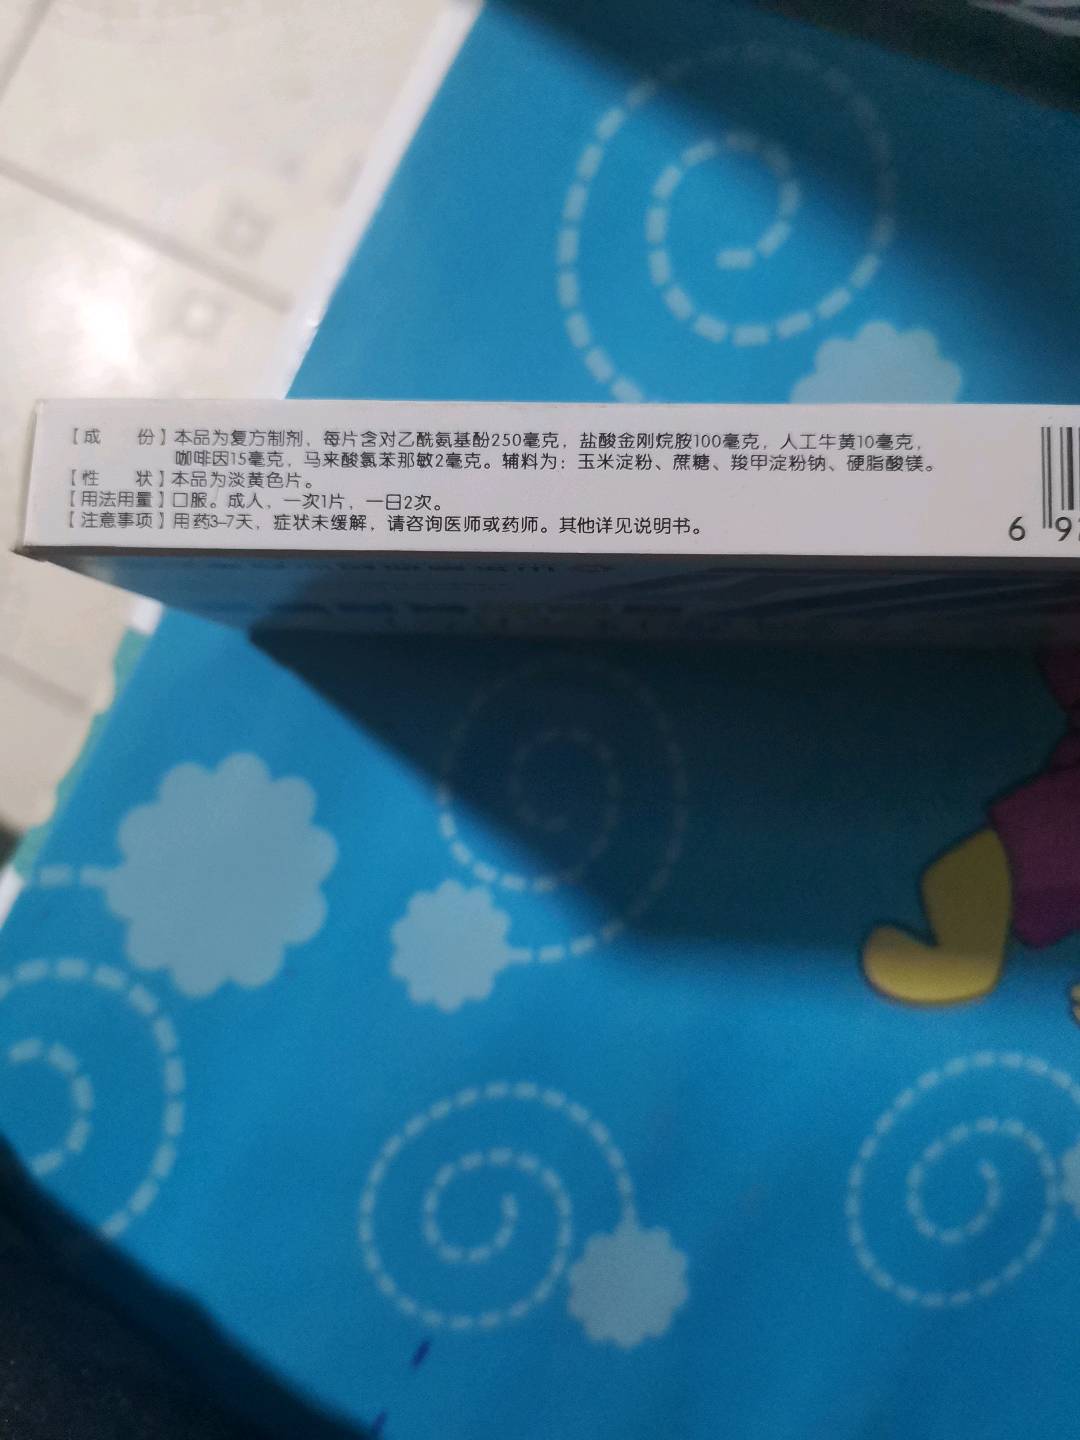 【成　　份】本品为复方制剂，每片含对乙酰氨基酚250毫克，盐酸金刚烷胺100毫克，人工牛黄10毫克，
咖啡因15毫克，马来酸氯苯那敏2毫克。辅料为：玉米淀粉、蔗糖、羧甲淀粉钠、硬脂酸镁。
【性　　状】本品为淡黄色片。
【用法用量】口服。成人，一次1片，一日2次。
【注意事项】用药3-7天，症状未缓解，请咨询医师或药师。其他详见说明书。
6 9